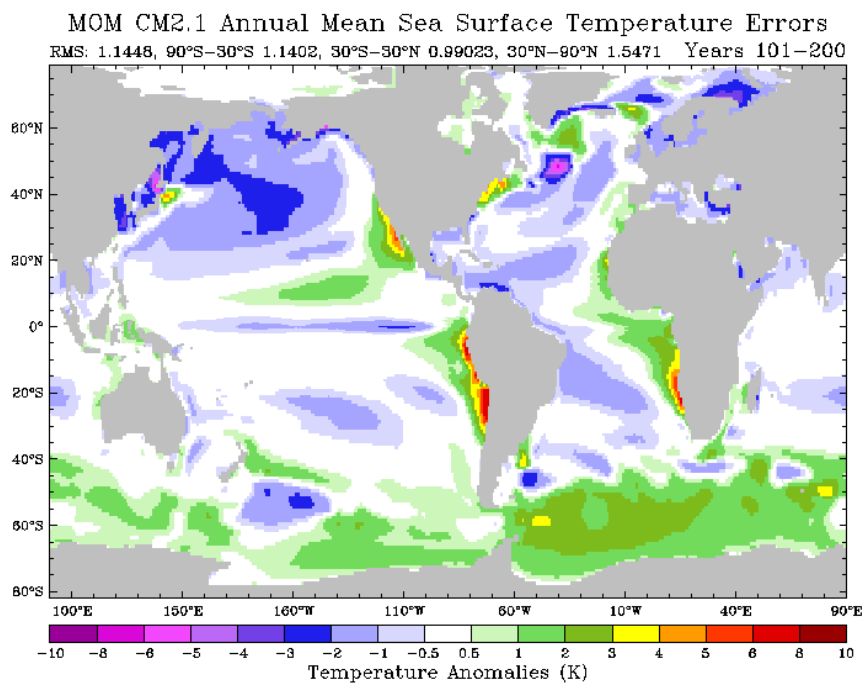 MOM CM2.1 Annual Mean Sea Surface Temperature Errors
RMS: 1.1448, 90°S-30°S 1.1402, 30°S-30°N 0.99023, 30°N-90°N 1.5471 Years 101-200
60°N
40°N
20°N
0°
20°S
40°S
60°S
80°S
100°E 150°E 160°W 110°W 60°W 10°W 40°E 90°E
-10 -8 -6 -5 -4 -3 -2 -1 -0.5 0.5 1 2 3 4 5 6 8 10
Temperature Anomalies (K)